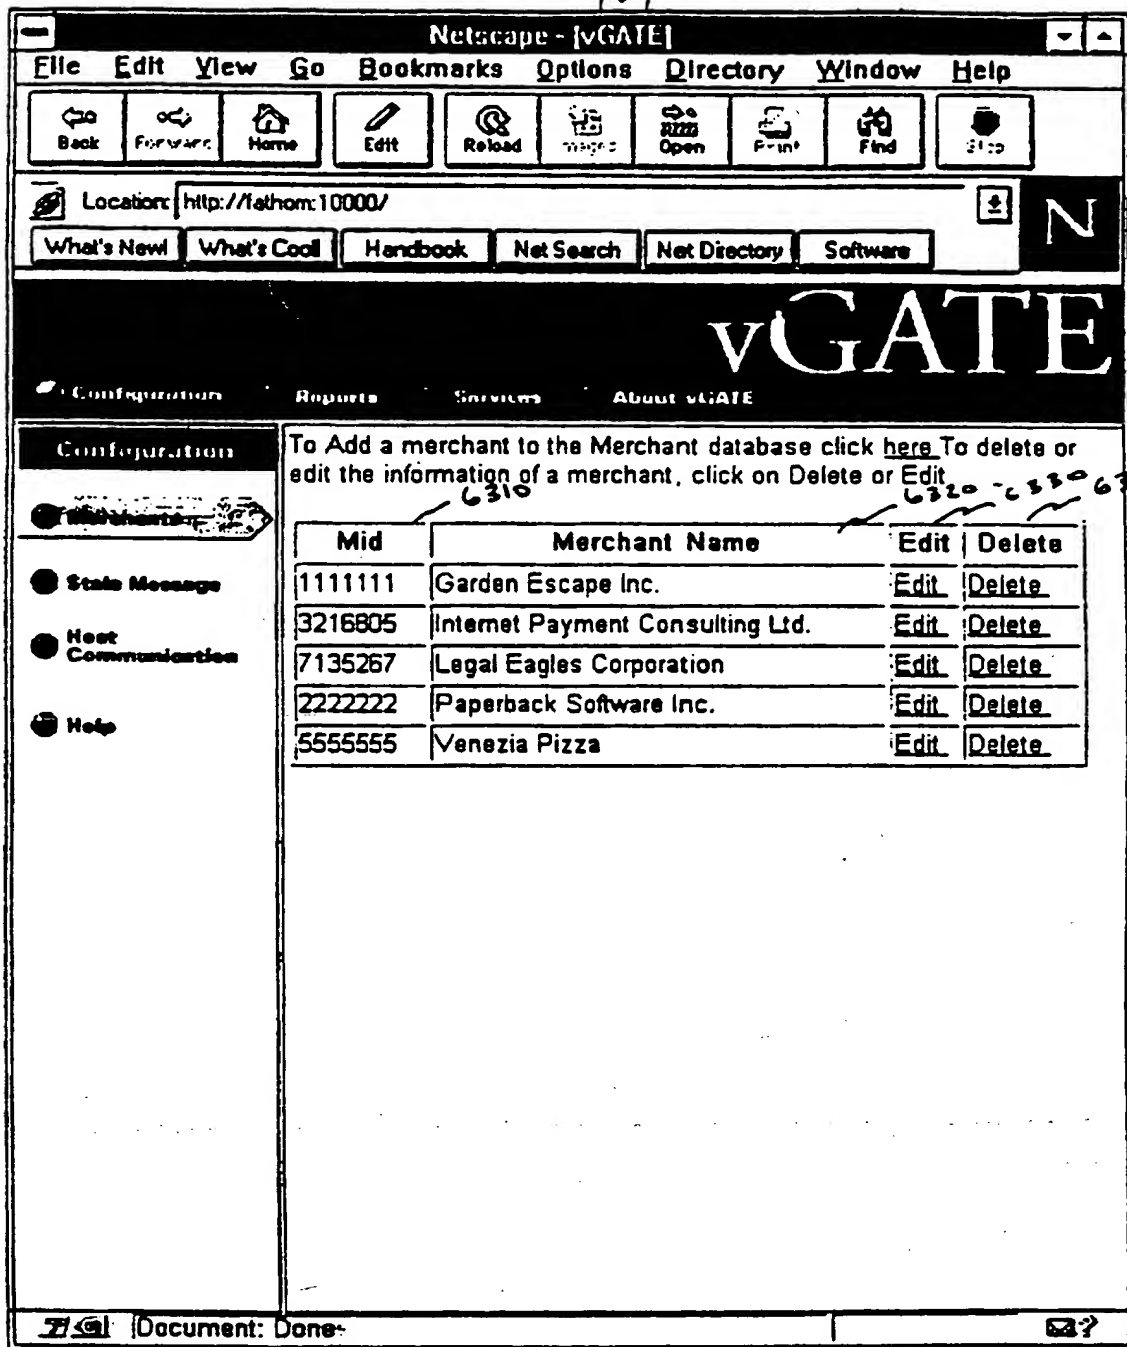 Netscape - [vGATE]
File Edit View Go Bookmarks Options Directory Window Help
Back Forward Home Edit Reload Images Open Print Find Stop
Location: http://fathom:10000/
N
What's New! What's Cool! Handbook Net Search Net Directory Software
vGATE
Configuration Reports Services About vGATE
Configuration
Merchants
Stale Message
Host
Communication
Help
To Add a merchant to the Merchant database click here To delete or
edit the information of a merchant, click on Delete or Edit
6310 6320 6330
Mid Merchant Name Edit Delete
1111111 Garden Escape Inc. Edit Delete
3216805 Internet Payment Consulting Ltd. Edit Delete
7135267 Legal Eagles Corporation Edit Delete
2222222 Paperback Software Inc. Edit Delete
5555555 Venezia Pizza Edit Delete
Document: Done